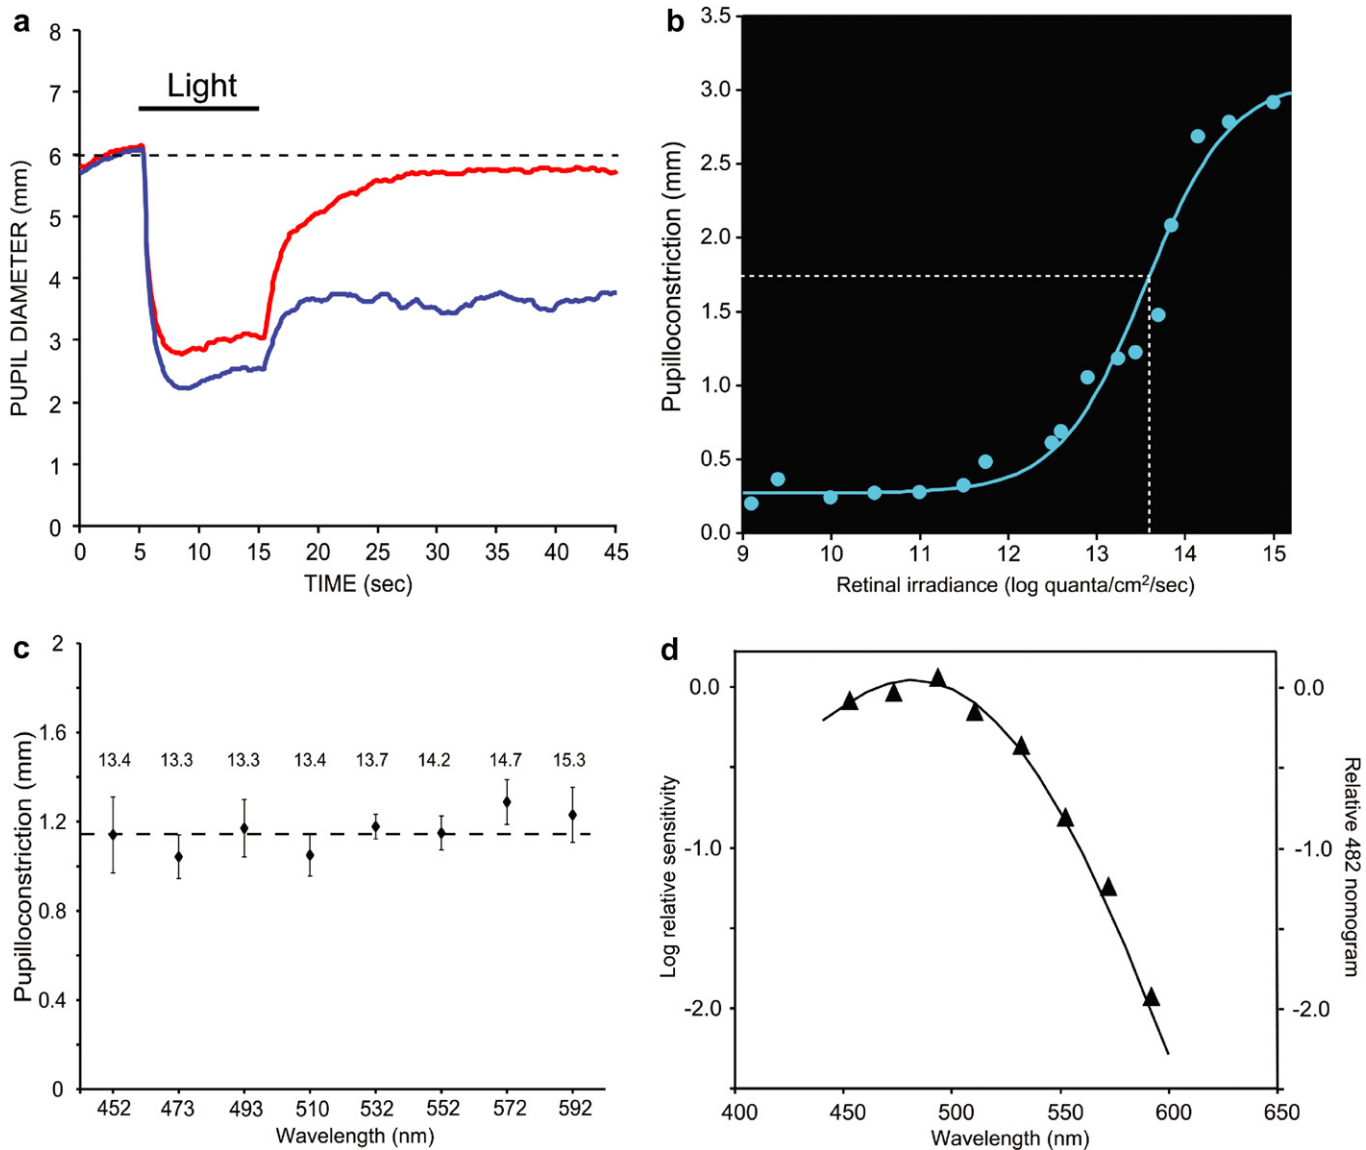 a
8
7
6
5
4
3
2
1
0
PUPIL DIAMETER (mm)
Light
0 5 10 15 20 25 30 35 40 45
TIME (sec)
b
3.5
3.0
2.5
2.0
1.5
1.0
0.5
0.0
Pupilloconstriction (mm)
9 10 11 12 13 14 15
Retinal irradiance (log quanta/cm²/sec)
c
2
1.6
1.2
0.8
0.4
0
Pupilloconstriction (mm)
13.4 13.3 13.3 13.4 13.7 14.2 14.7 15.3
452 473 493 510 532 552 572 592
Wavelength (nm)
d
0.0
-1.0
-2.0
Log relative sensitivity
0.0
-1.0
-2.0
Relative 482 nomogram
400 450 500 550 600 650
Wavelength (nm)